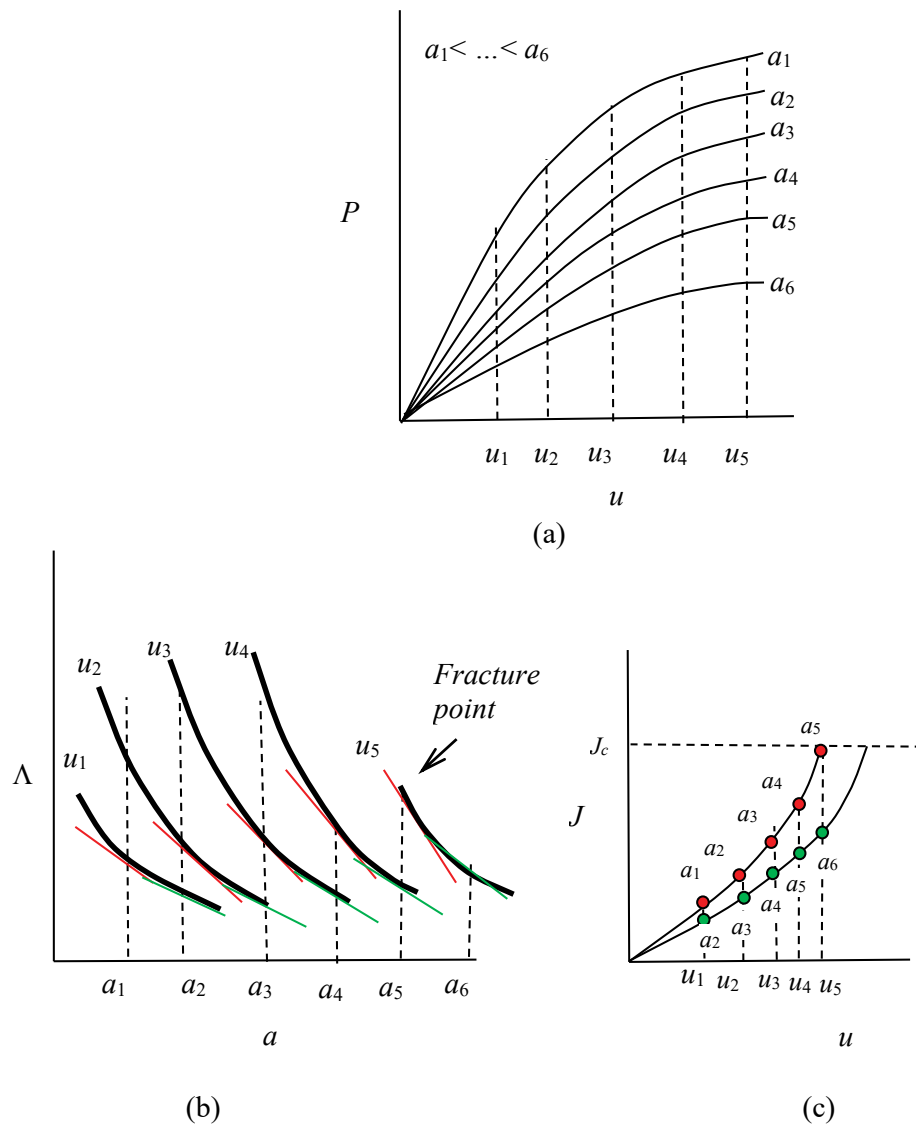 a1< ...< a6
a1
a2
a3
a4
a5
a6
P
u1 u2 u3 u4 u5
u
(a)
u1
u2
u3
u4
u5
Fracture
point
Λ
a1 a2 a3 a4 a5 a6
a
(b)
Jc
J
a1
a2
a3
a4
a5
a2
a3
a4
a5
a6
u1 u2 u3 u4 u5
u
(c)